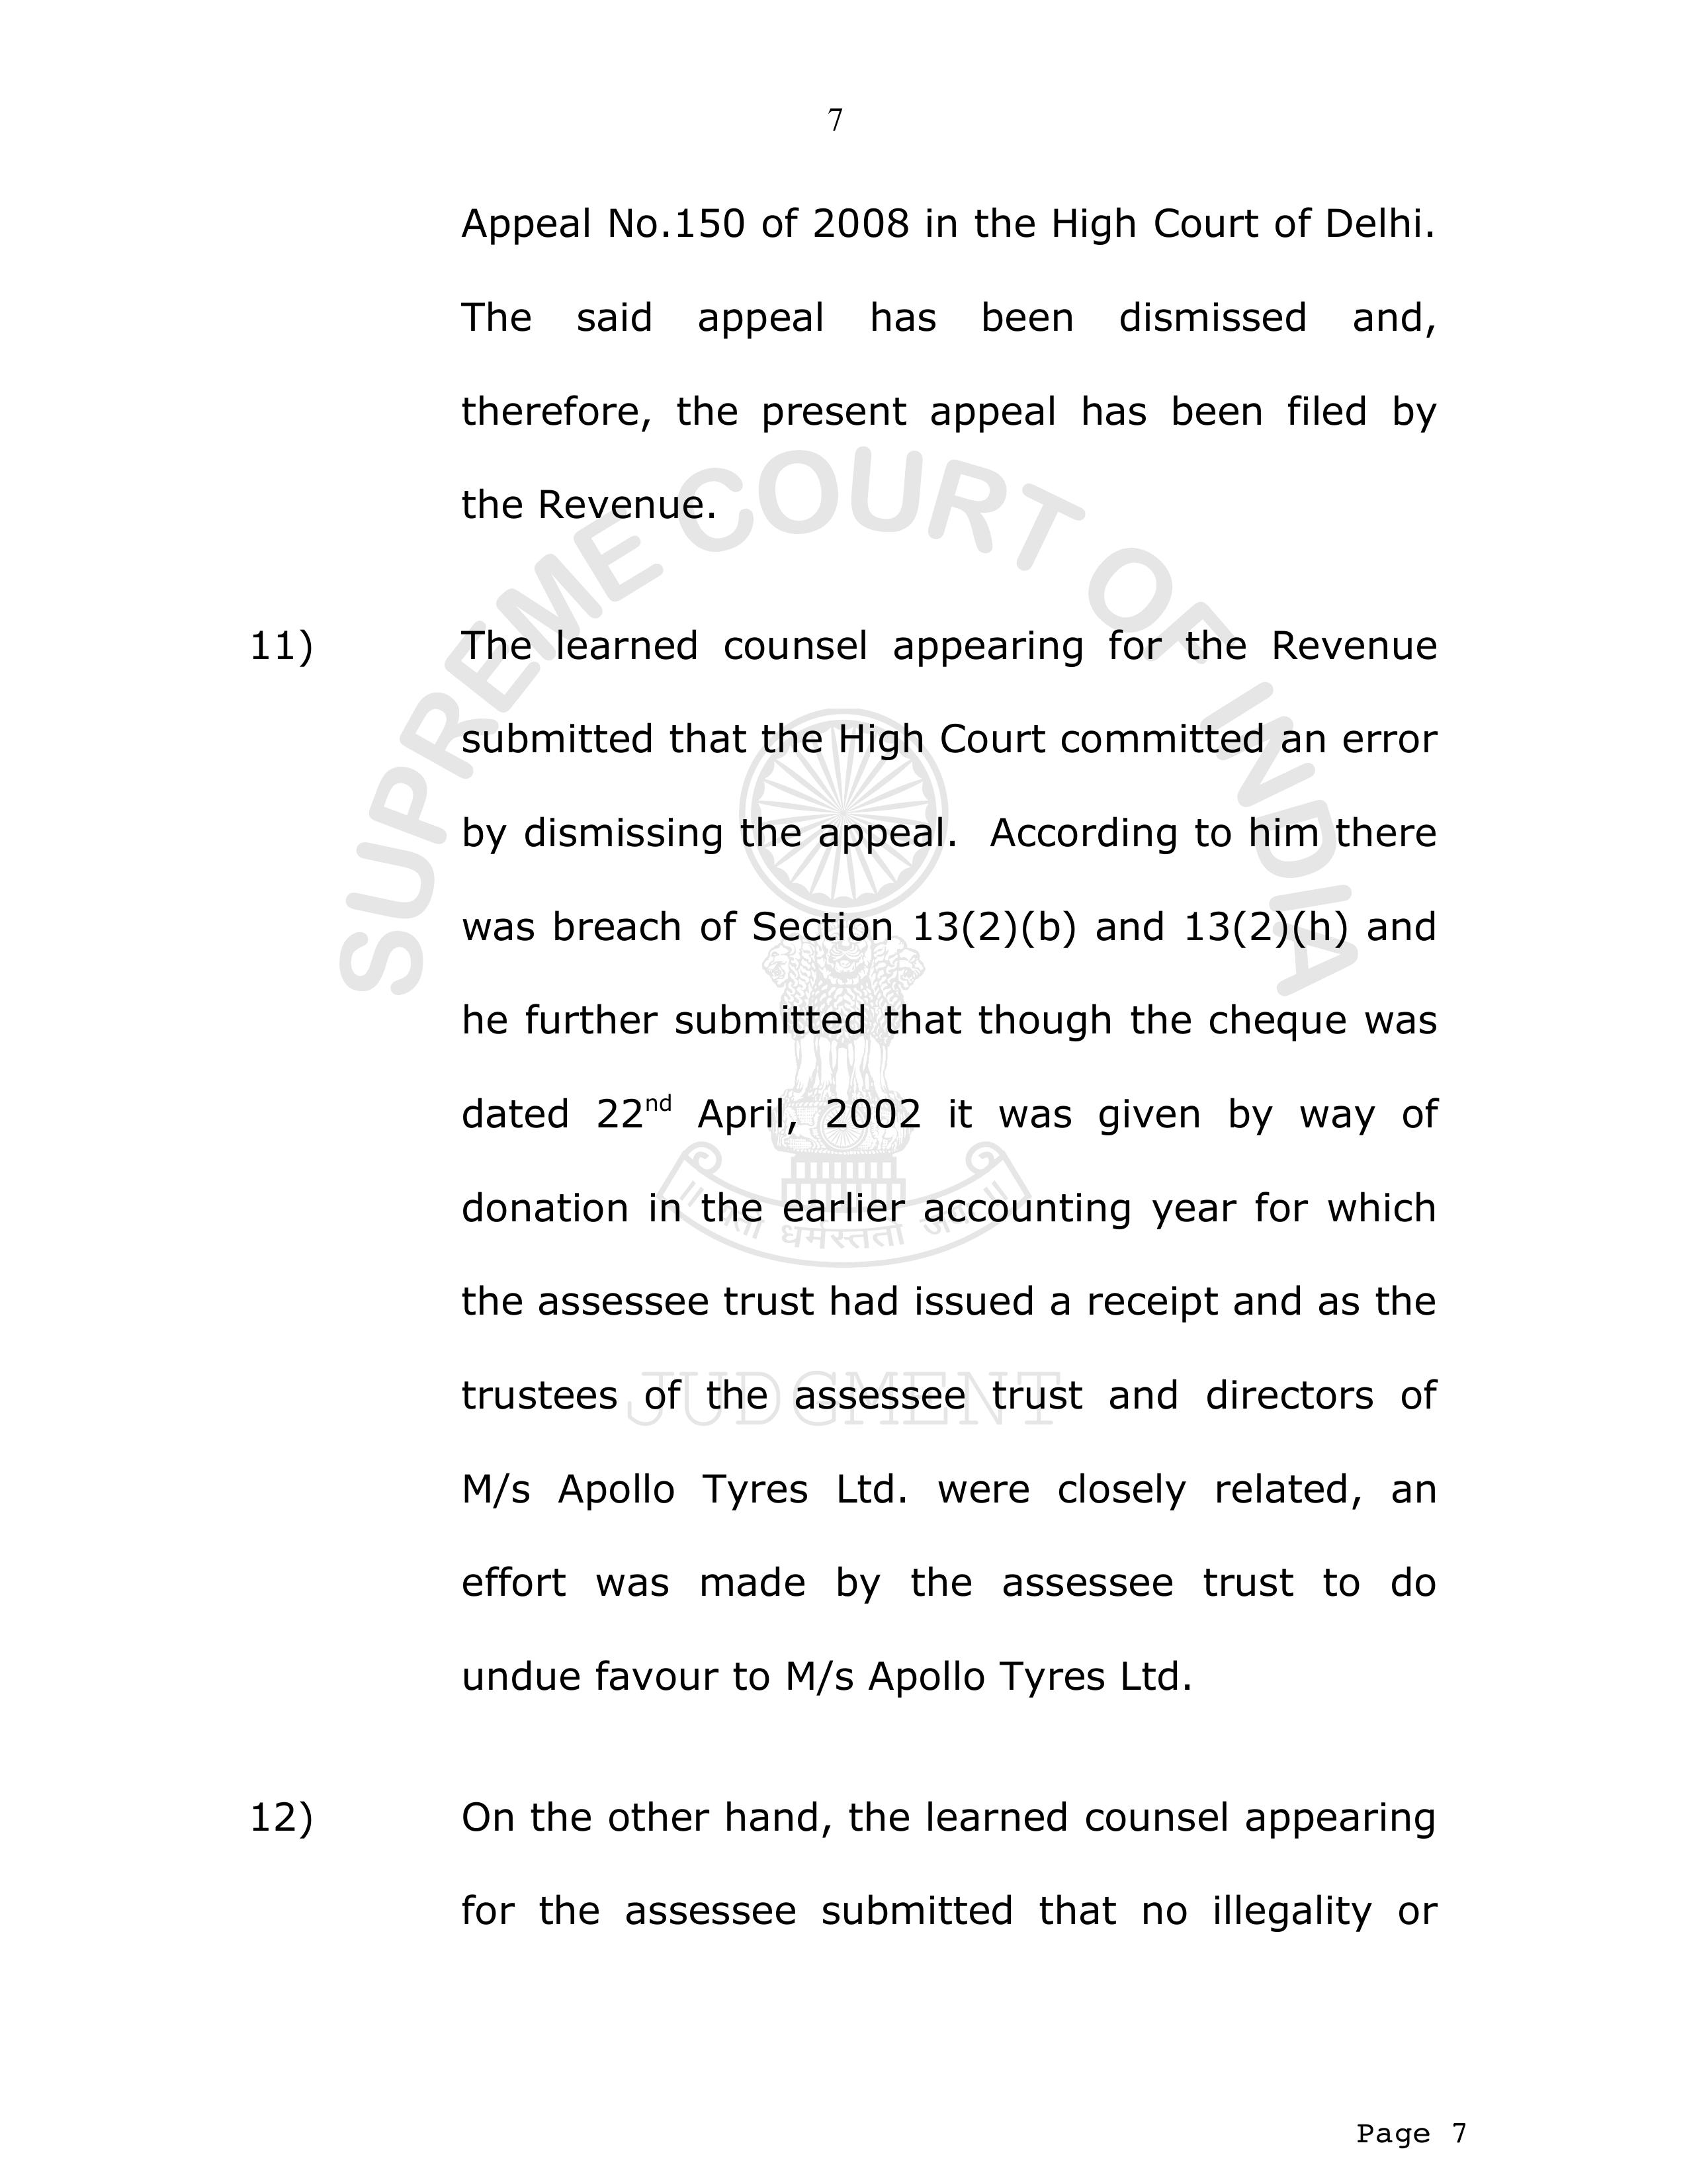 7
Appeal No.150 of 2008 in the High Court of Delhi.
The said appeal has been dismissed and,
therefore, the present appeal has been filed by
the Revenue.
SUPREME COURT OF INDIA
11) The learned counsel appearing for the Revenue
submitted that the High Court committed an error
by dismissing the appeal. According to him there
was breach of Section 13(2)(b) and 13(2)(h) and
he further submitted that though the cheque was
dated 22nd April, 2002 it was given by way of
donation in the earlier accounting year for which
धर्मस्ततो
the assessee trust had issued a receipt and as the
JUDGMENT
trustees of the assessee trust and directors of
M/s Apollo Tyres Ltd. were closely related, an
effort was made by the assessee trust to do
undue favour to M/s Apollo Tyres Ltd.
12) On the other hand, the learned counsel appearing
for the assessee submitted that no illegality or
Page 7